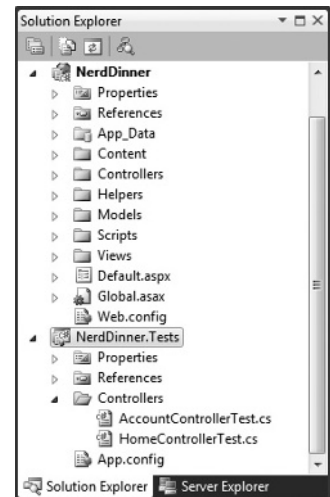 Solution Explorer
NerdDinner
Properties
References
App_Data
Content
Controllers
Helpers
Models
Scripts
Views
Default.aspx
Global.asax
Web.config
NerdDinner.Tests
Properties
References
Controllers
AccountControllerTest.cs
HomeControllerTest.cs
App.config
Solution Explorer Server Explorer